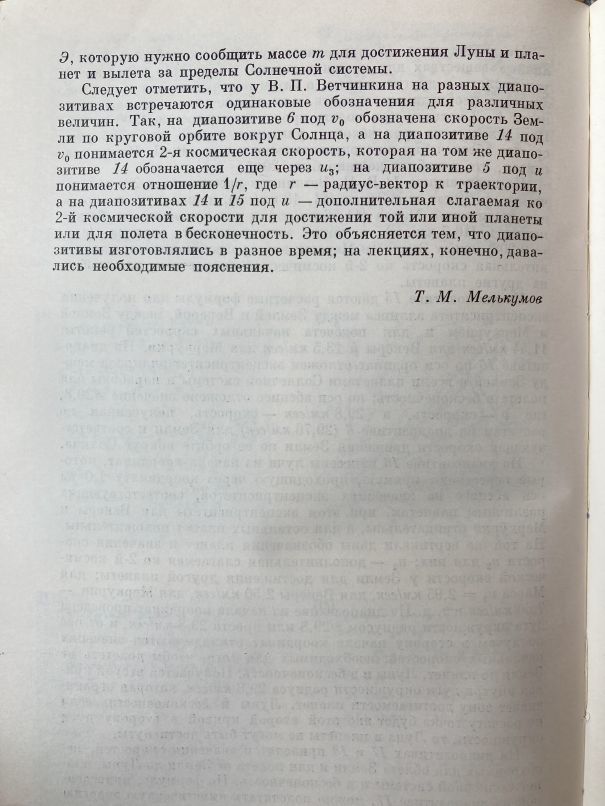 Э, которую нужно сообщить массе m для достижения Луны и пла-
нет и вылета за пределы Солнечной системы.
Следует отметить, что у В. П. Ветчинкина на разных диапо-
зитивах встречаются одинаковые обозначения для различных
величин. Так, на диапозитиве 6 под v₀ обозначена скорость Зем-
ли по круговой орбите вокруг Солнца, а на диапозитиве 14 под
v₀ понимается 2-я космическая скорость, которая на том же диапо-
зитиве 14 обозначается еще через u₃; на диапозитиве 5 под u
понимается отношение 1/r, где r — радиус-вектор к траектории,
а на диапозитивах 14 и 15 под u — дополнительная слагаемая ко
2-й космической скорости для достижения той или иной планеты
или для полета в бесконечность. Это объясняется тем, что диапо-
зитивы изготовлялись в разное время; на лекциях, конечно, дава-
лись необходимые пояснения.
Т. М. Мелькумов